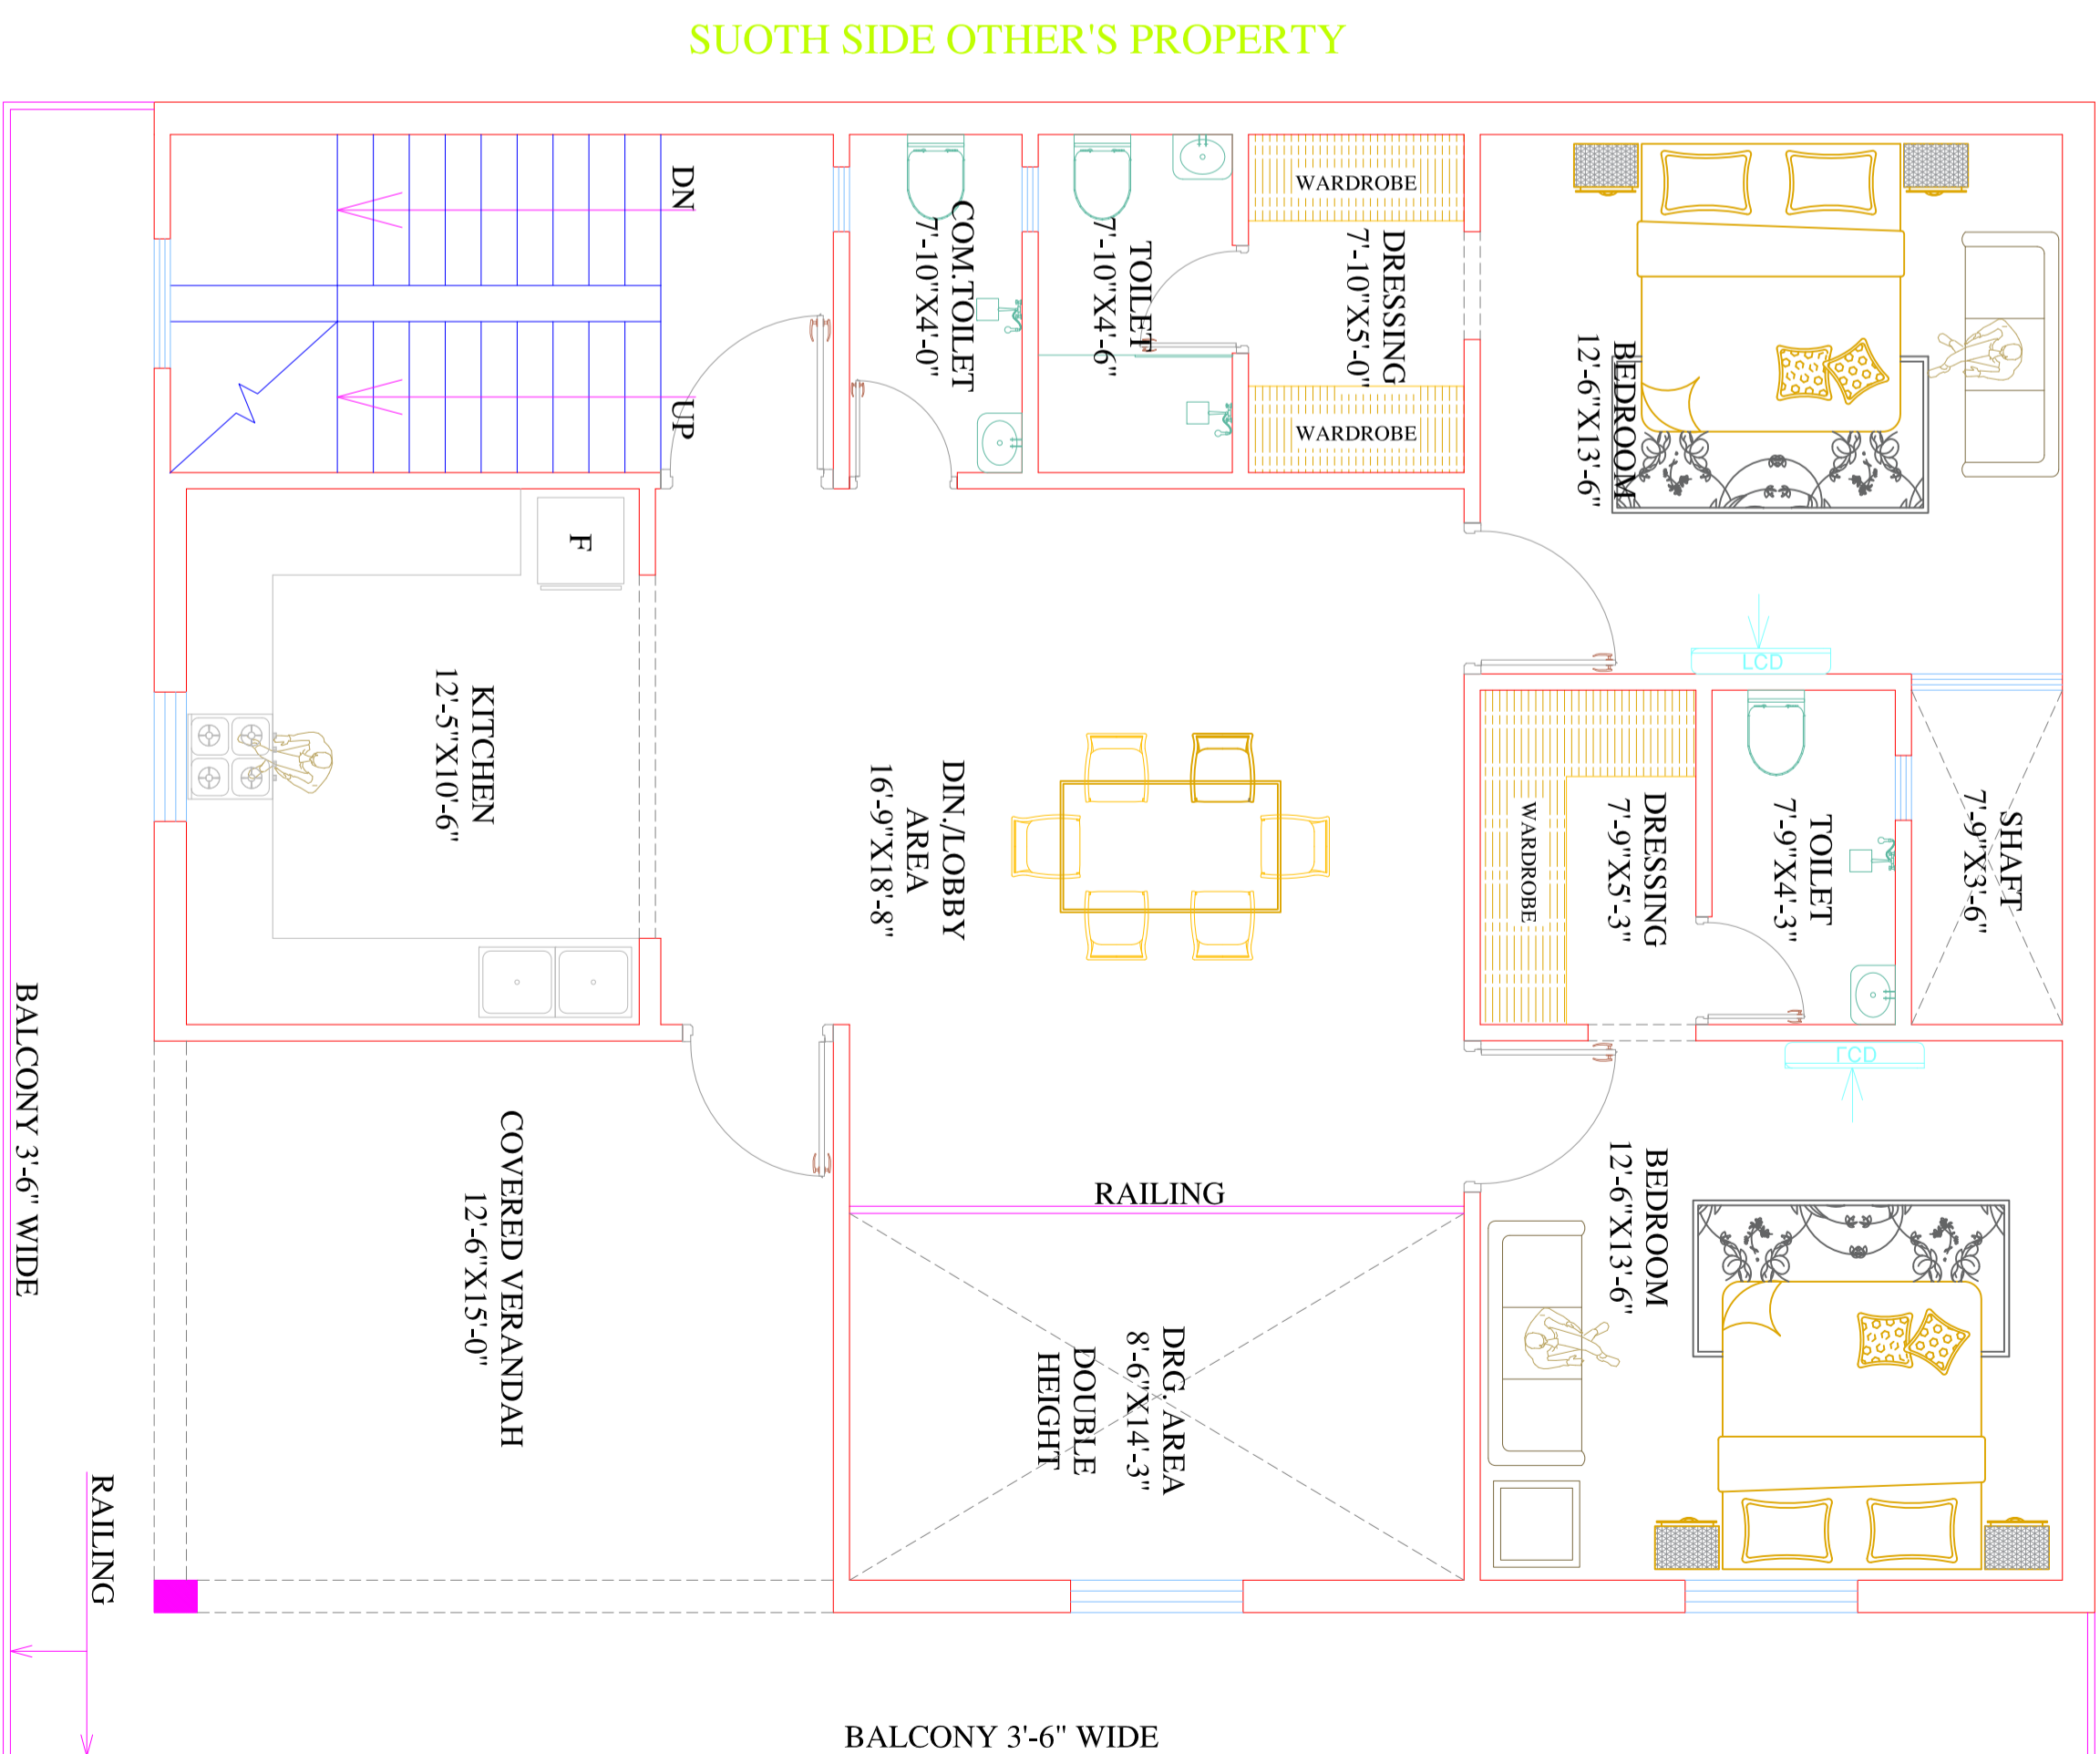 SUOTH SIDE OTHER'S PROPERTY
DN
UP
COM.TOILET
7'-10"X4'-0"
TOILET
7'-10"X4'-6"
WARDROBE
DRESSING
7'-10"X5'-0"
WARDROBE
BEDROOM
12'-6"X13'-6"
F
KITCHEN
12'-5"X10'-6"
DIN./LOBBY
AREA
16'-9"X18'-8"
LCD
WARDROBE
DRESSING
7'-9"X5'-3"
TOILET
7'-9"X4'-3"
SHAFT
7'-9"X3'-6"
LCD
BALCONY 3'-6" WIDE
COVERED VERANDAH
12'-6"X15'-0"
RAILING
DRG. AREA
8'-6"X14'-3"
DOUBLE
HEIGHT
BEDROOM
12'-6"X13'-6"
RAILING
BALCONY 3'-6" WIDE